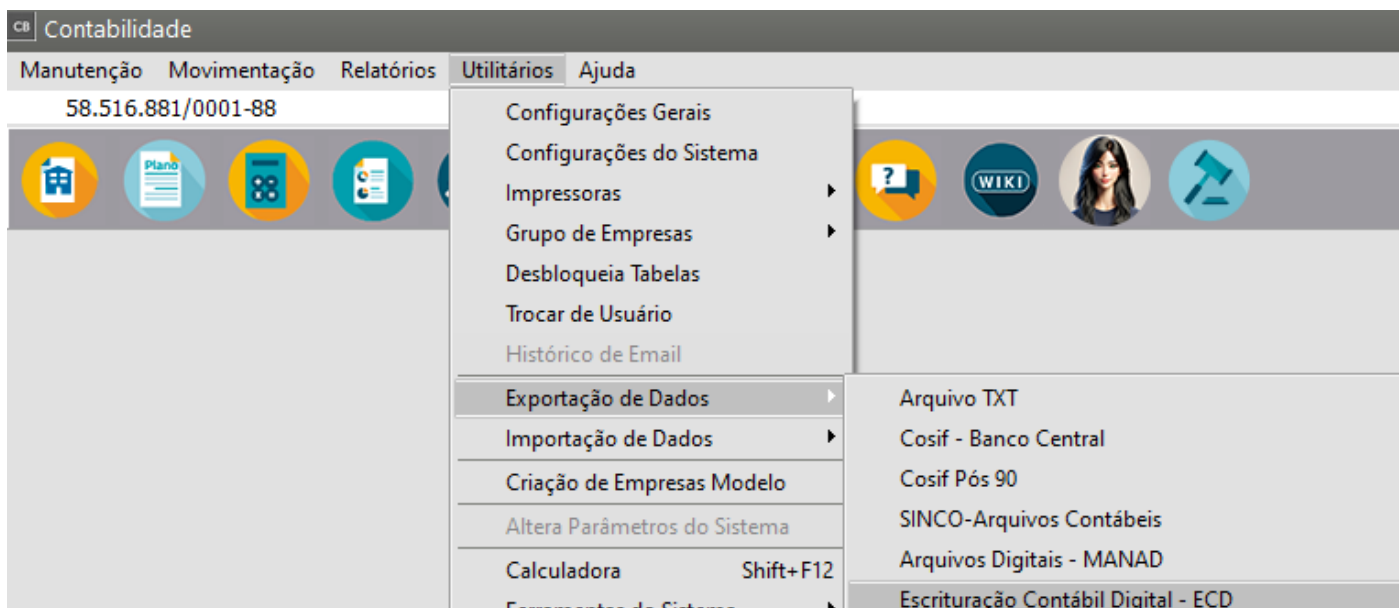 CB Contabilidade
Manutenção Movimentação Relatórios Utilitários Ajuda
58.516.881/0001-88
Plano
?
WIKI
Configurações Gerais
Configurações do Sistema
Impressoras
Grupo de Empresas
Desbloqueia Tabelas
Trocar de Usuário
Histórico de Email
Exportação de Dados
Importação de Dados
Criação de Empresas Modelo
Altera Parâmetros do Sistema
Calculadora Shift+F12
Ferramentas do Sistema
Arquivo TXT
Cosif - Banco Central
Cosif Pós 90
SINCO-Arquivos Contábeis
Arquivos Digitais - MANAD
Escrituração Contábil Digital - ECD